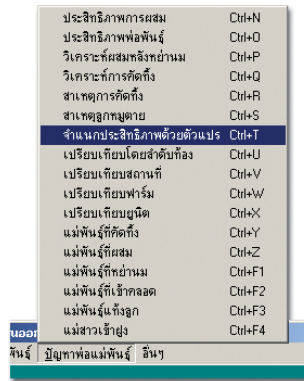 ประสิทธิภาพการผสม Ctrl+N
ประสิทธิภาพพ่อพันธุ์ Ctrl+O
วิเคราะห์ผสมหลังหย่านม Ctrl+P
วิเคราะห์การคัดทิ้ง Ctrl+Q
สาเหตุการคัดทิ้ง Ctrl+R
สาเหตุลูกหมูตาย Ctrl+S
จำแนกประสิทธิภาพด้วยตัวแปร Ctrl+T
เปรียบเทียบโดยลำดับท้อง Ctrl+U
เปรียบเทียบสถานที่ Ctrl+V
เปรียบเทียบฟาร์ม Ctrl+W
เปรียบเทียบยูนิต Ctrl+X
แม่พันธุ์ที่คัดทิ้ง Ctrl+Y
แม่พันธุ์ที่ผสม Ctrl+Z
แม่พันธุ์ที่หย่านม Ctrl+F1
แม่พันธุ์ที่เข้าคลอด Ctrl+F2
แม่พันธุ์แท้งลูก Ctrl+F3
แม่สาวเข้าฝูง Ctrl+F4
นออก
พันธุ์ ปัญหาพ่อแม่พันธุ์ อื่นๆ